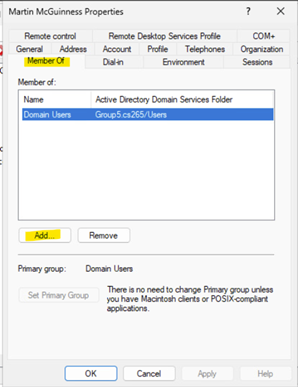 Martin McGuinness Properties
? ×
Remote control Remote Desktop Services Profile COM+
General Address Account Profile Telephones Organization
Member Of Dial-in Environment Sessions
Member of:
Name Active Directory Domain Services Folder
Domain Users Group5.cs265/Users
Add... Remove
Primary group: Domain Users
Set Primary Group
There is no need to change Primary group unless
you have Macintosh clients or POSIX-compliant
applications.
OK Cancel Apply Help